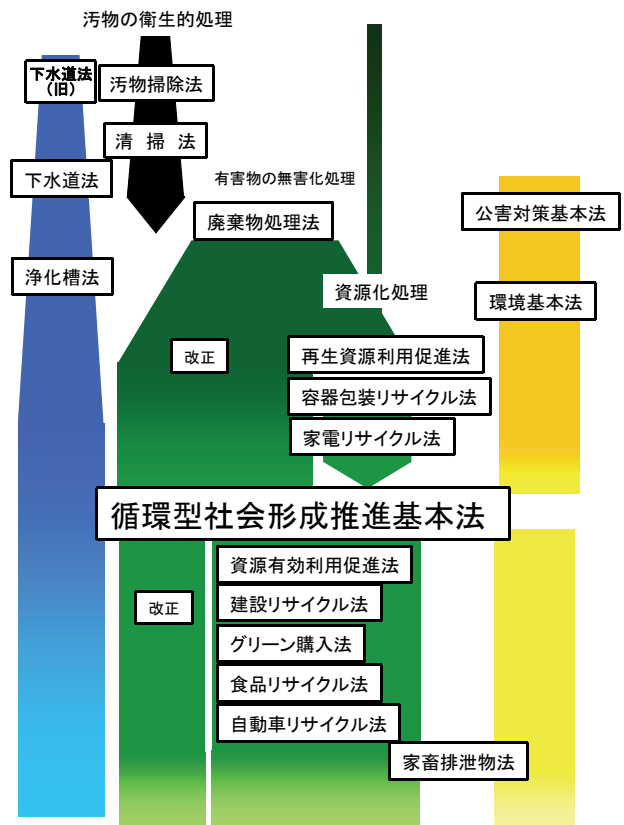 汚物の衛生的処理
下水道法
（旧）
汚物掃除法
清 掃 法
下水道法
有害物の無害化処理
公害対策基本法
廃棄物処理法
浄化槽法
資源化処理
環境基本法
改正
再生資源利用促進法
容器包装リサイクル法
家電リサイクル法
循環型社会形成推進基本法
資源有効利用促進法
改正
建設リサイクル法
グリーン購入法
食品リサイクル法
自動車リサイクル法
家畜排泄物法